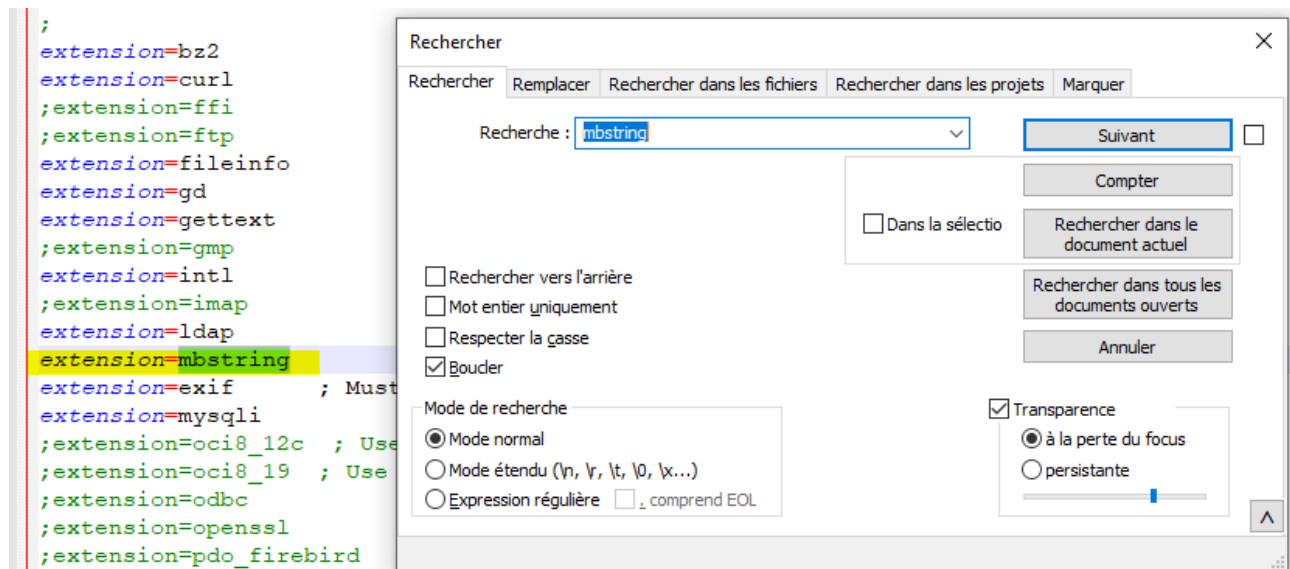 ;
extension=bz2
extension=curl
;extension=ffi
;extension=ftp
extension=fileinfo
extension=gd
extension=gettext
;extension=gmp
extension=intl
;extension=imap
extension=ldap
extension=mbstring
extension=exif ; Must
extension=mysqli
;extension=oci8_12c ; Use
;extension=oci8_19 ; Use
;extension=odbc
;extension=openssl
;extension=pdo_firebird
Rechercher
Rechercher Remplacer Rechercher dans les fichiers Rechercher dans les projets Marquer
Recherche : mbstring
Suivant
Compter
Dans la sélectio
Rechercher dans le
document actuel
Rechercher dans tous les
documents ouverts
Annuler
Rechercher vers l'arrière
Mot entier uniquement
Respecter la casse
Boucler
Mode de recherche
Mode normal
Mode étendu (\n, \r, \t, \0, \x...)
Expression régulière . comprend EOL
Transparence
à la perte du focus
persistante